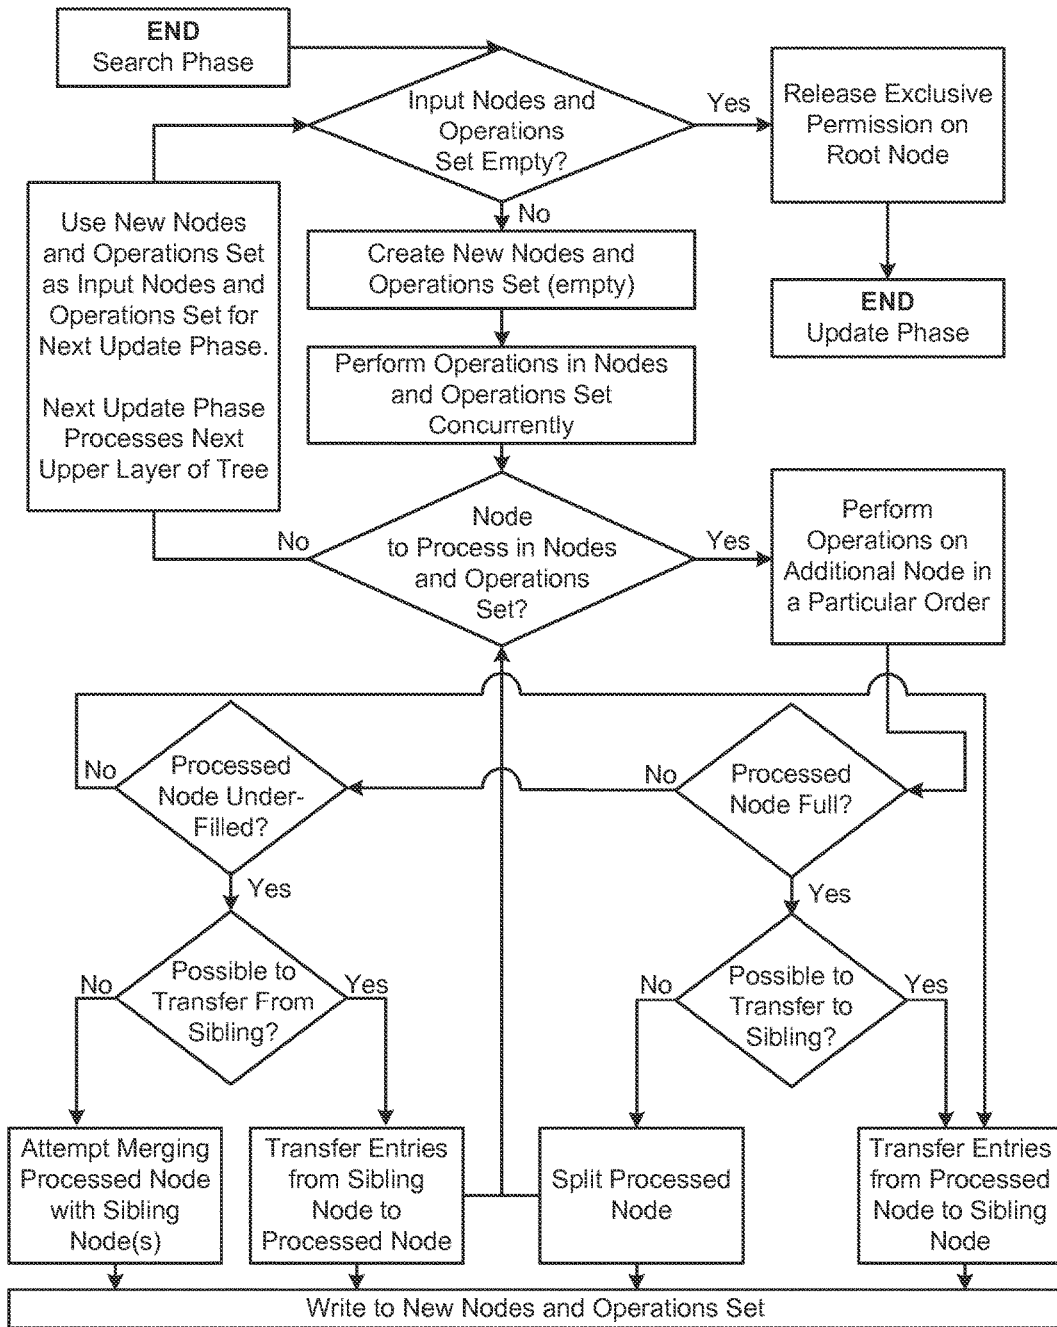 END
Search Phase
Input Nodes and
Operations
Set Empty?
Yes
Release Exclusive
Permission on
Root Node
No
Use New Nodes
and Operations Set
as Input Nodes and
Operations Set for
Next Update Phase.
Next Update Phase
Processes Next
Upper Layer of Tree
Create New Nodes and
Operations Set (empty)
END
Update Phase
Perform Operations in Nodes
and Operations Set
Concurrently
No
Node
to Process in Nodes
and Operations
Set?
Yes
Perform
Operations on
Additional Node in
a Particular Order
No
Processed
Node Under-
Filled?
Yes
No
Processed
Node Full?
Yes
No
Possible to
Transfer From
Sibling?
Yes
No
Possible to
Transfer to
Sibling?
Yes
Attempt Merging
Processed Node
with Sibling
Node(s)
Transfer Entries
from Sibling
Node to
Processed Node
Split Processed
Node
Transfer Entries
from Processed
Node to Sibling
Node
Write to New Nodes and Operations Set